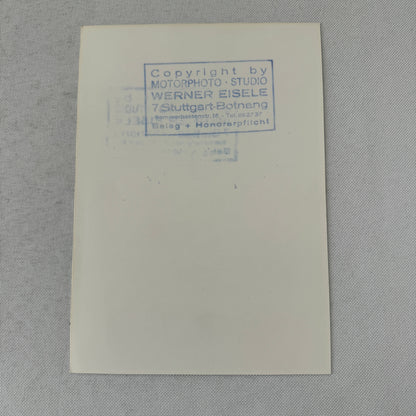 Copyright by
MOTORPHOTO - STUDIO
WERNER EISELE
7 Stuttgart-Botnang
Beleg + Honorarpflicht